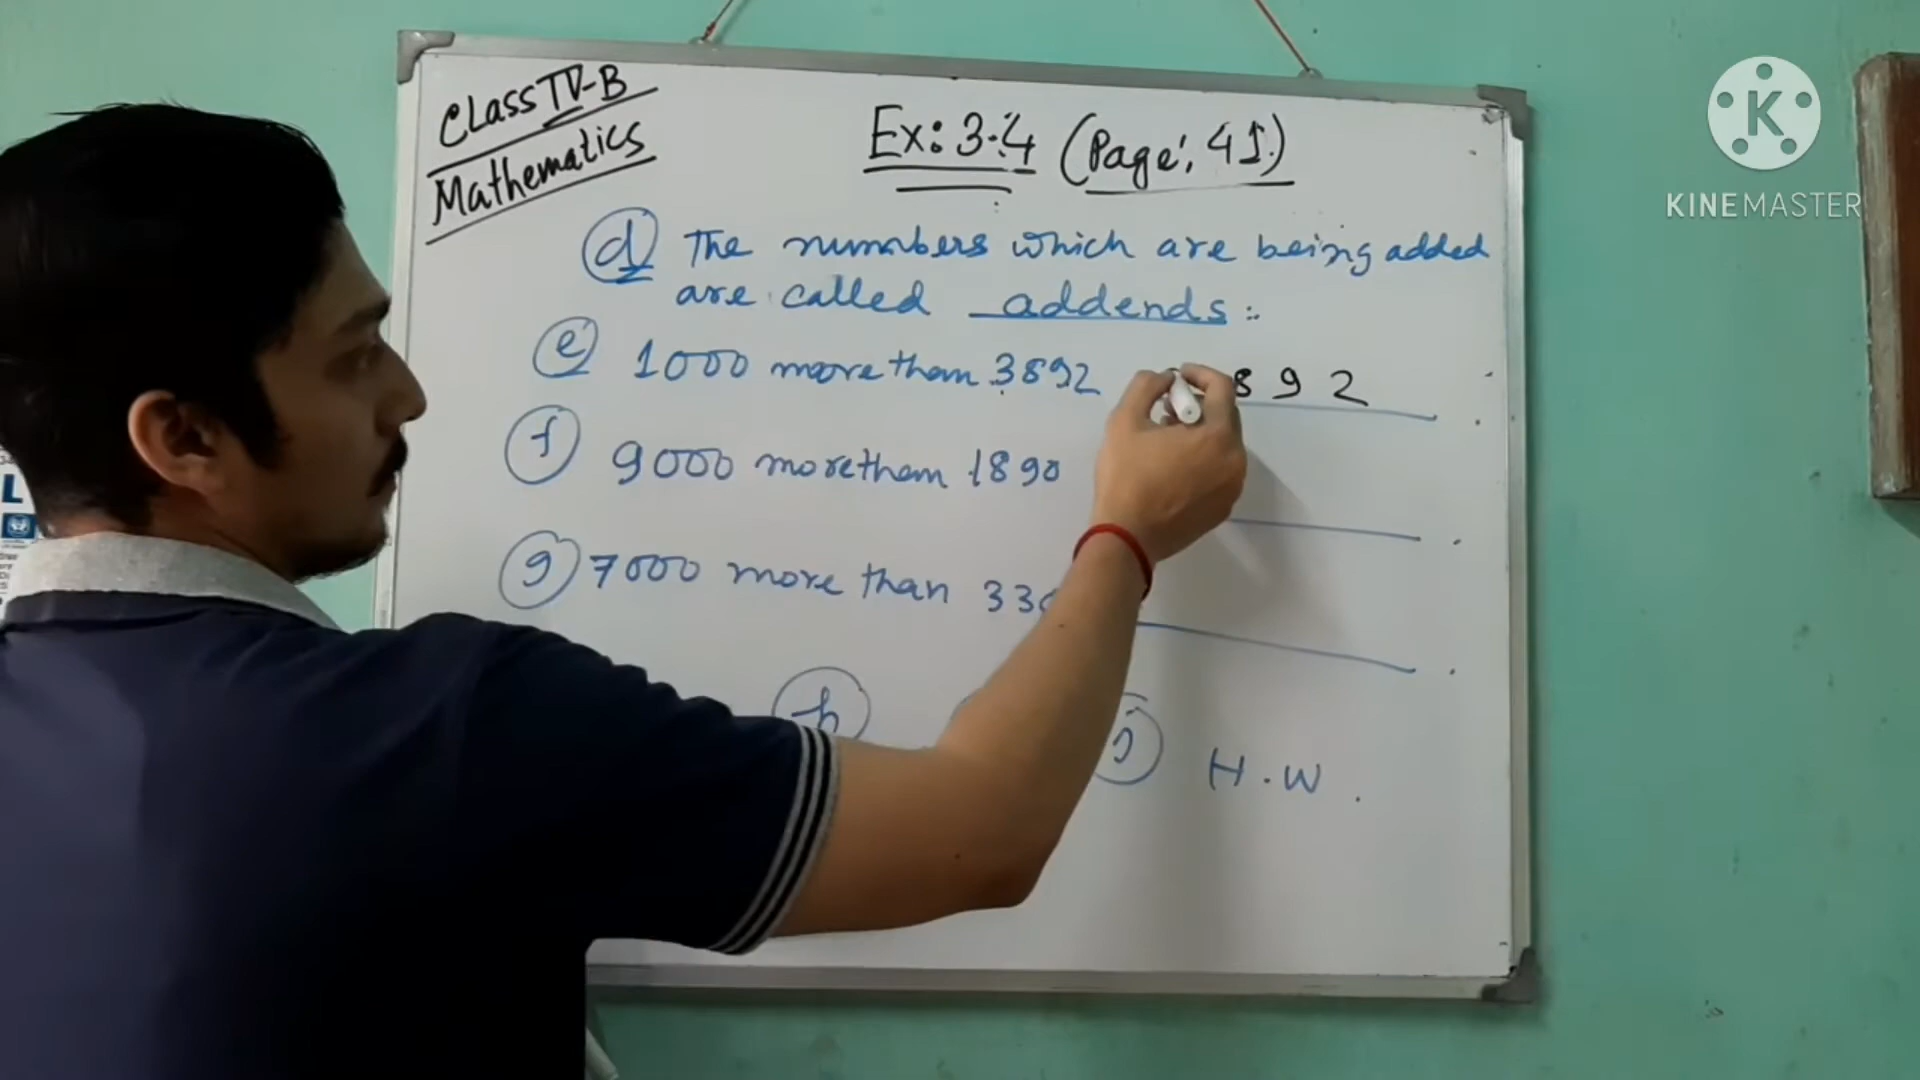 Class IV-B
Mathematics
Ex: 3.4 (Page: 41)
K
KINEMASTER
d The numbers which are being added
are called addends.
e 1000 more than 3892 892
f 9000 more than 1890
g 7000 more than 33
h j H.W.
L